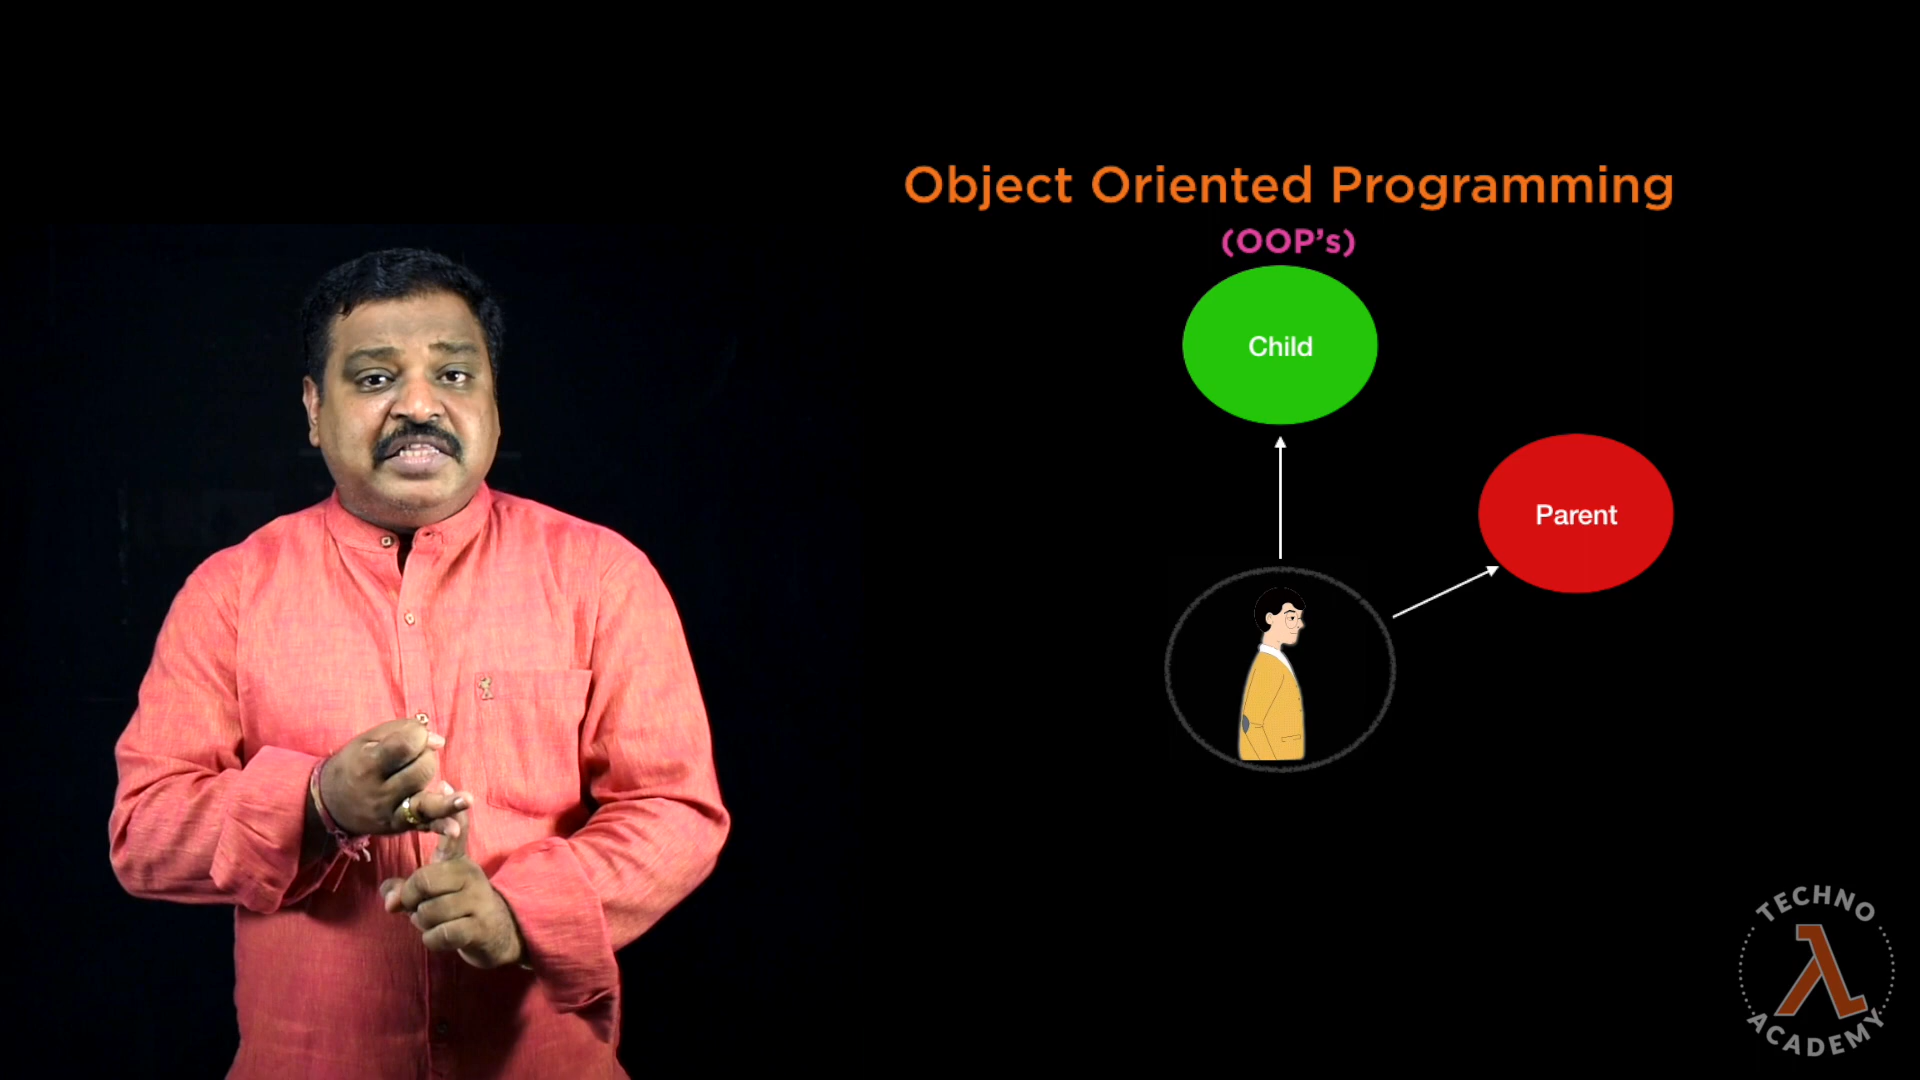 Object Oriented Programming
(OOP’s)
Child
Parent
TECHNO
ACADEMY